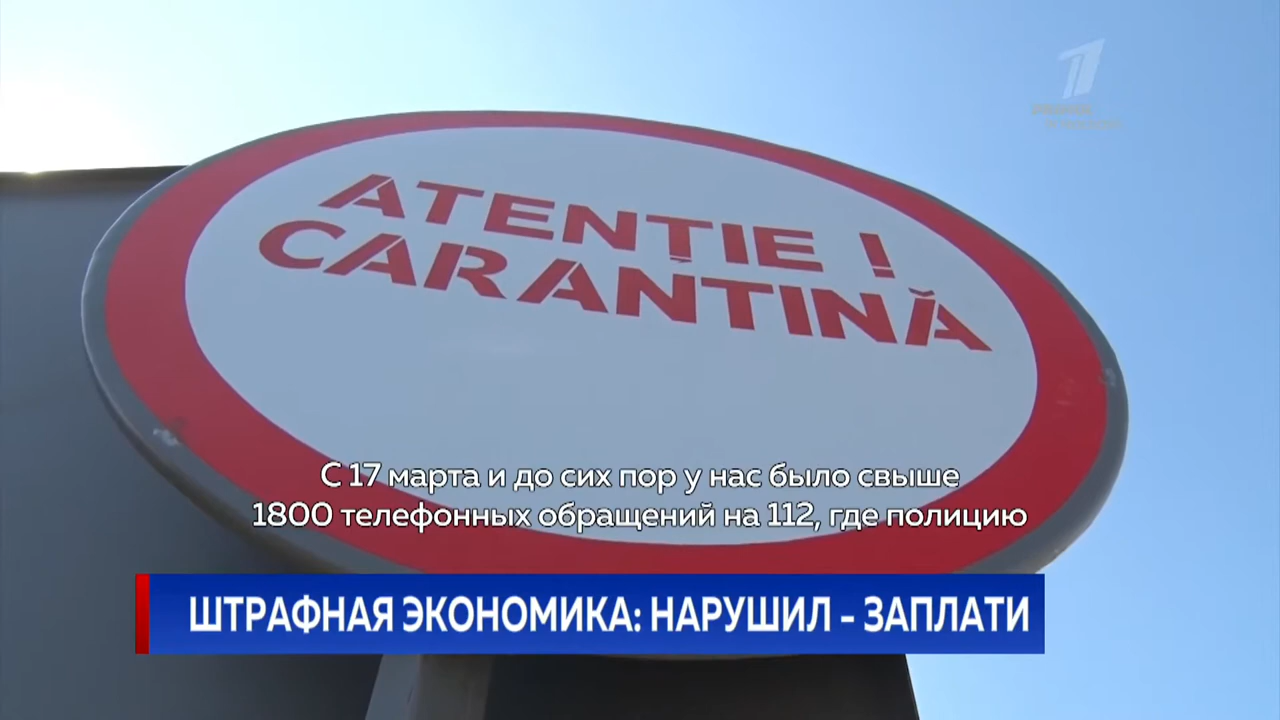 ATENȚIE !
CARANTINĂ
С 17 марта и до сих пор у нас было свыше
1800 телефонных обращений на 112, где полицию
ШТРАФНАЯ ЭКОНОМИКА: НАРУШИЛ - ЗАПЛАТИ